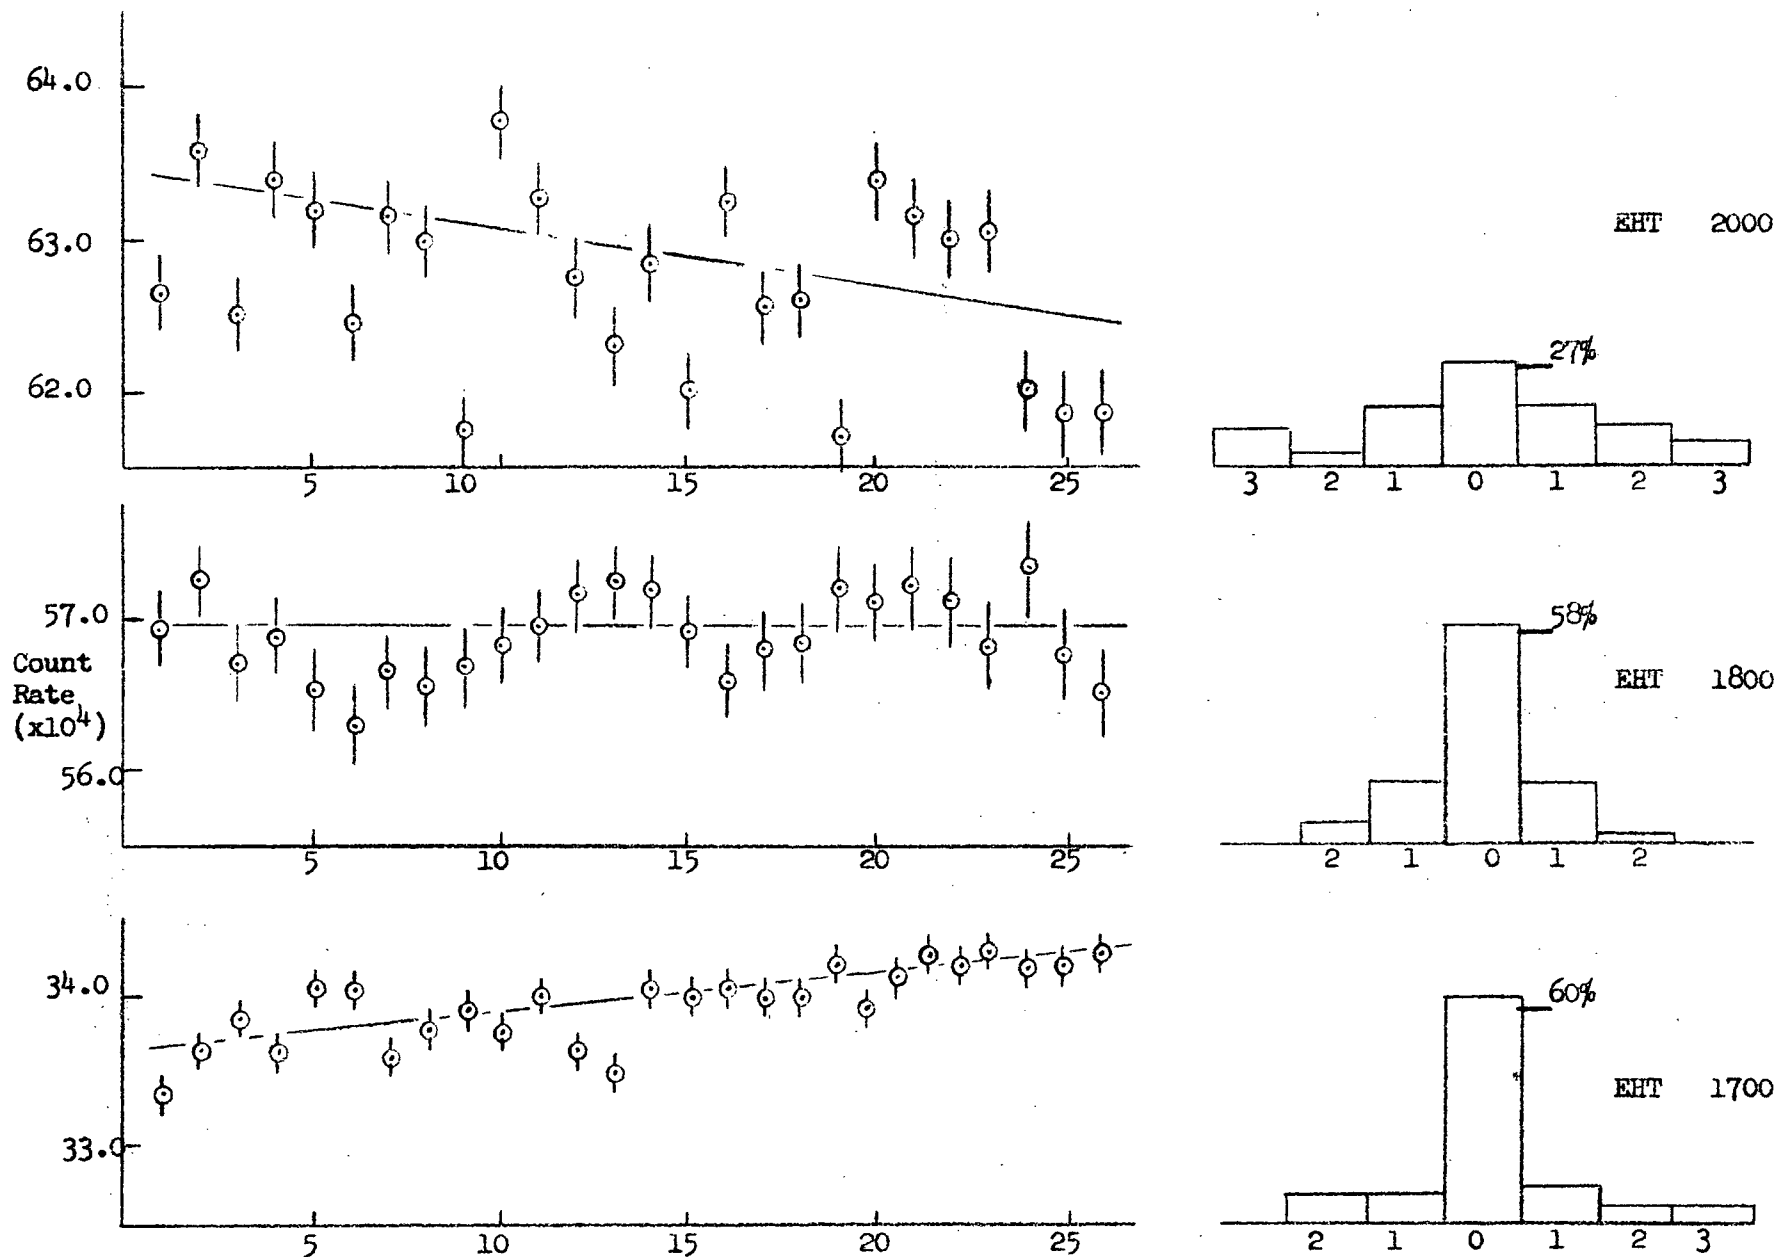 64.0
63.0
62.0
5 10 15 20 25
EHT 2000
27%
3 2 1 0 1 2 3
57.0
Count
Rate
(x10⁴)
56.0
5 10 15 20 25
58%
EHT 1800
2 1 0 1 2
34.0
33.0
5 10 15 20 25
60%
EHT 1700
2 1 0 1 2 3